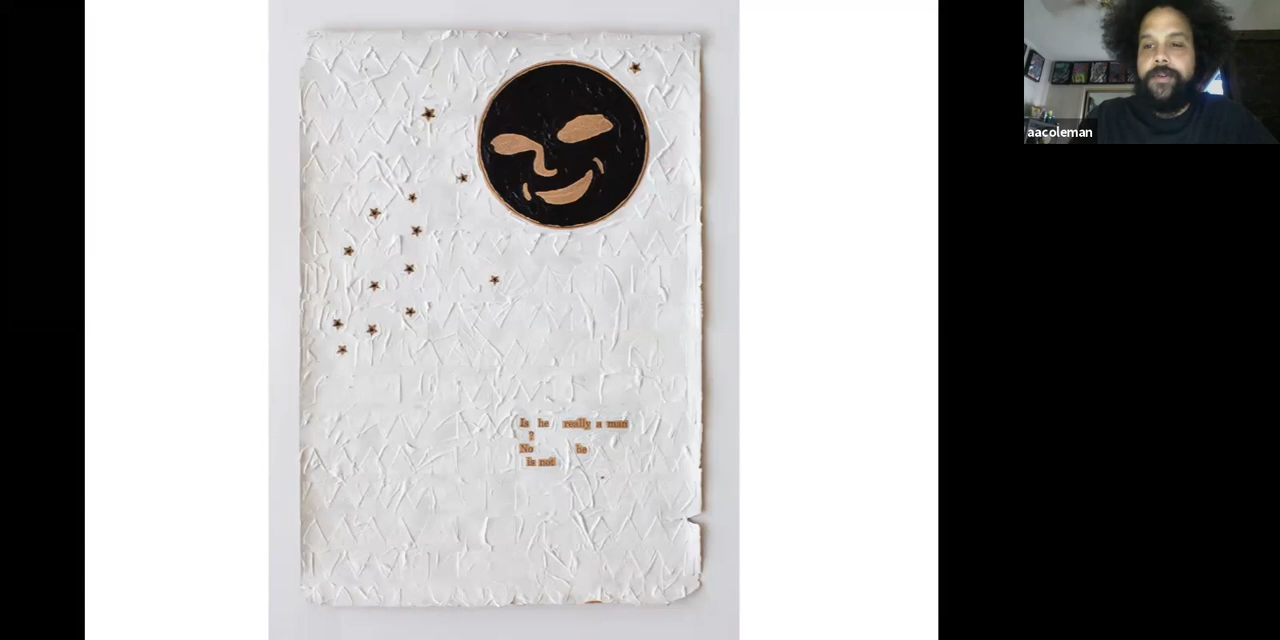 aacoleman
Is he really a man
?
No he
is not
.